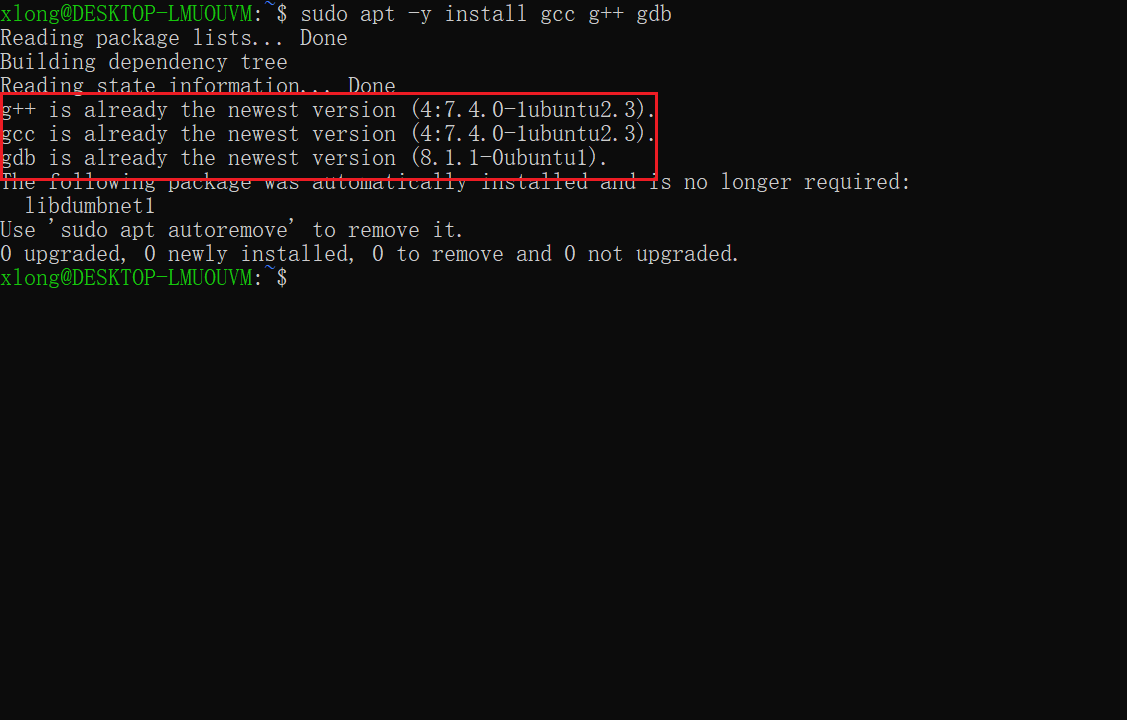 xlong@DESKTOP-LMUOUVM:~$ sudo apt -y install gcc g++ gdb
Reading package lists... Done
Building dependency tree
Reading state information... Done
g++ is already the newest version (4:7.4.0-1ubuntu2.3).
gcc is already the newest version (4:7.4.0-1ubuntu2.3).
gdb is already the newest version (8.1.1-0ubuntu1).
The following package was automatically installed and is no longer required:
  libdumbnet1
Use 'sudo apt autoremove' to remove it.
0 upgraded, 0 newly installed, 0 to remove and 0 not upgraded.
xlong@DESKTOP-LMUOUVM:~$